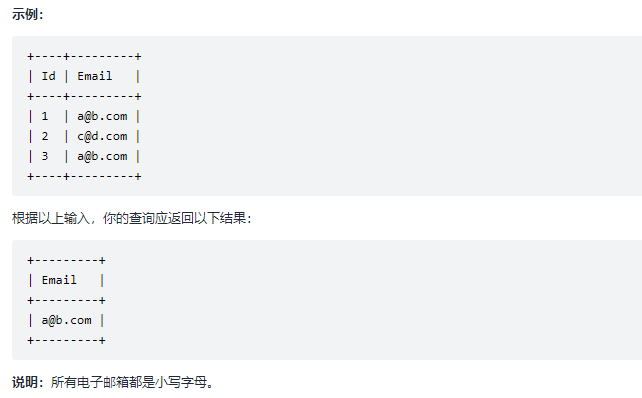 示例：
+----+---------+
| Id | Email   |
+----+---------+
| 1  | a@b.com |
| 2  | c@d.com |
| 3  | a@b.com |
+----+---------+
根据以上输入，你的查询应返回以下结果：
+---------+
| Email   |
+---------+
| a@b.com |
+---------+
说明：所有电子邮箱都是小写字母。